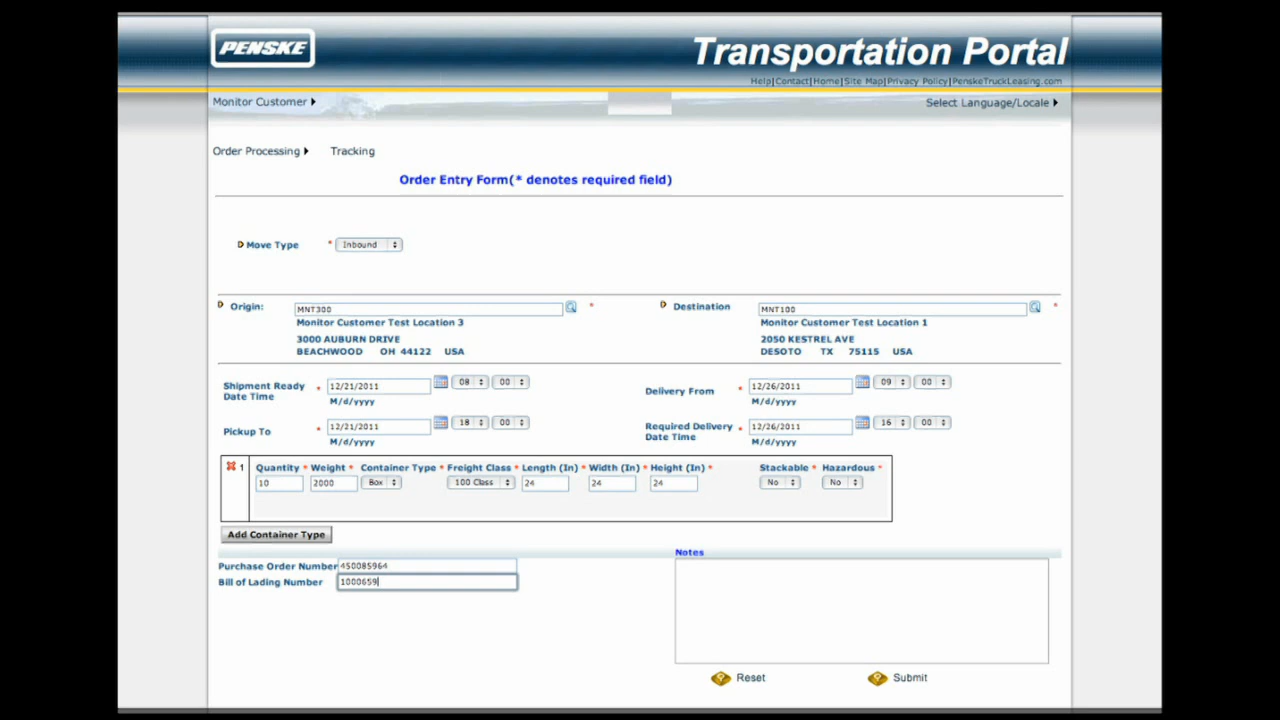 PENSKE
Transportation Portal
Help|Contact|Home|Site Map|Privacy Policy|PenskeTruckLeasing.com
Monitor Customer
Select Language/Locale
Order Processing Tracking
Order Entry Form(* denotes required field)
D Move Type * Inbound
D Origin: MNT300 *
Monitor Customer Test Location 3
3000 AUBURN DRIVE
BEACHWOOD OH 44122 USA
D Destination MNT100 *
Monitor Customer Test Location 1
2050 KESTREL AVE
DESOTO TX 75115 USA
Shipment Ready Date Time * 12/21/2011 08 00
M/d/yyyy
Delivery From * 12/26/2011 09 00
M/d/yyyy
Pickup To * 12/21/2011 18 00
M/d/yyyy
Required Delivery Date Time * 12/26/2011 16 00
M/d/yyyy
1 Quantity * Weight * Container Type * Freight Class * Length (In) * Width (In) * Height (In) * Stackable * Hazardous *
10 2000 Box 100 Class 24 24 24 No No
Add Container Type
Purchase Order Number 450085964
Bill of Lading Number 1000659
Notes
Reset Submit